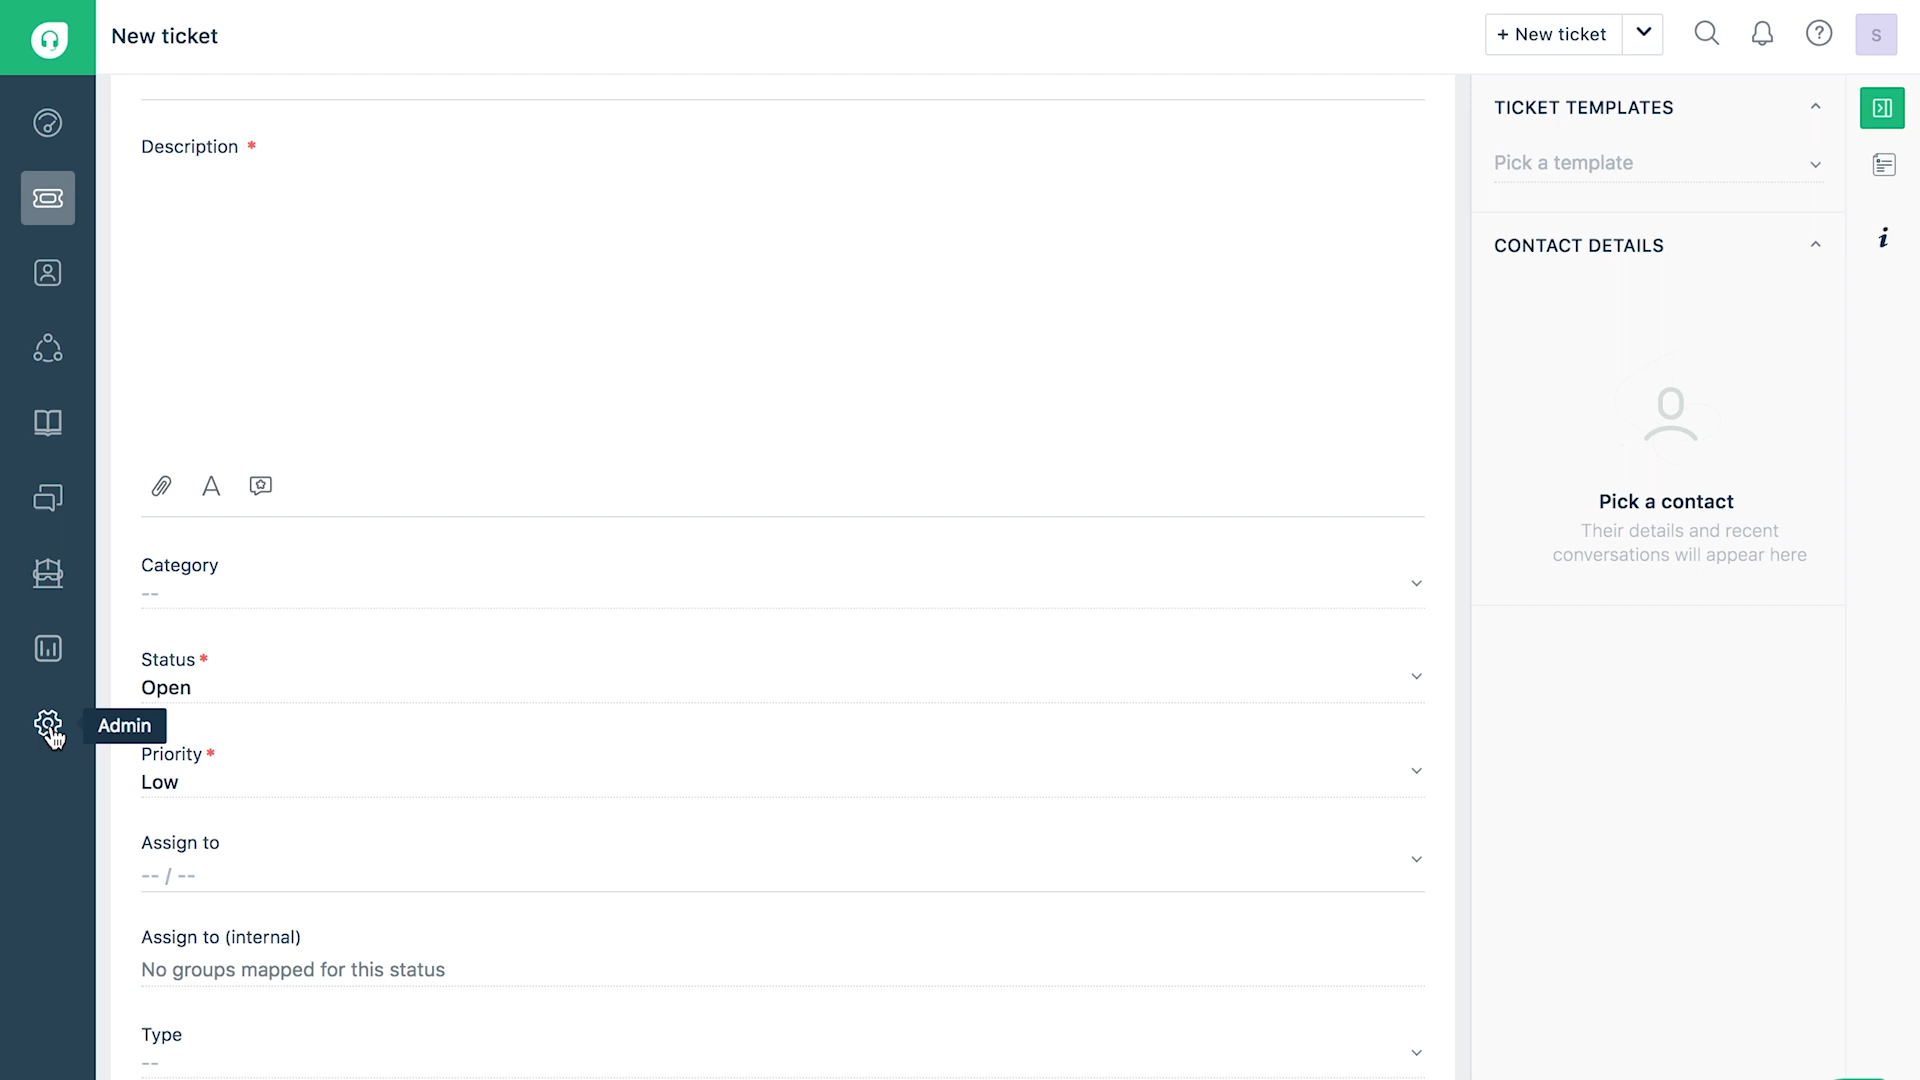 New ticket
+ New ticket
S
Description *
Category
--
Status *
Open
Admin
Priority *
Low
Assign to
-- / --
Assign to (internal)
No groups mapped for this status
Type
--
TICKET TEMPLATES
Pick a template
CONTACT DETAILS
Pick a contact
Their details and recent
conversations will appear here